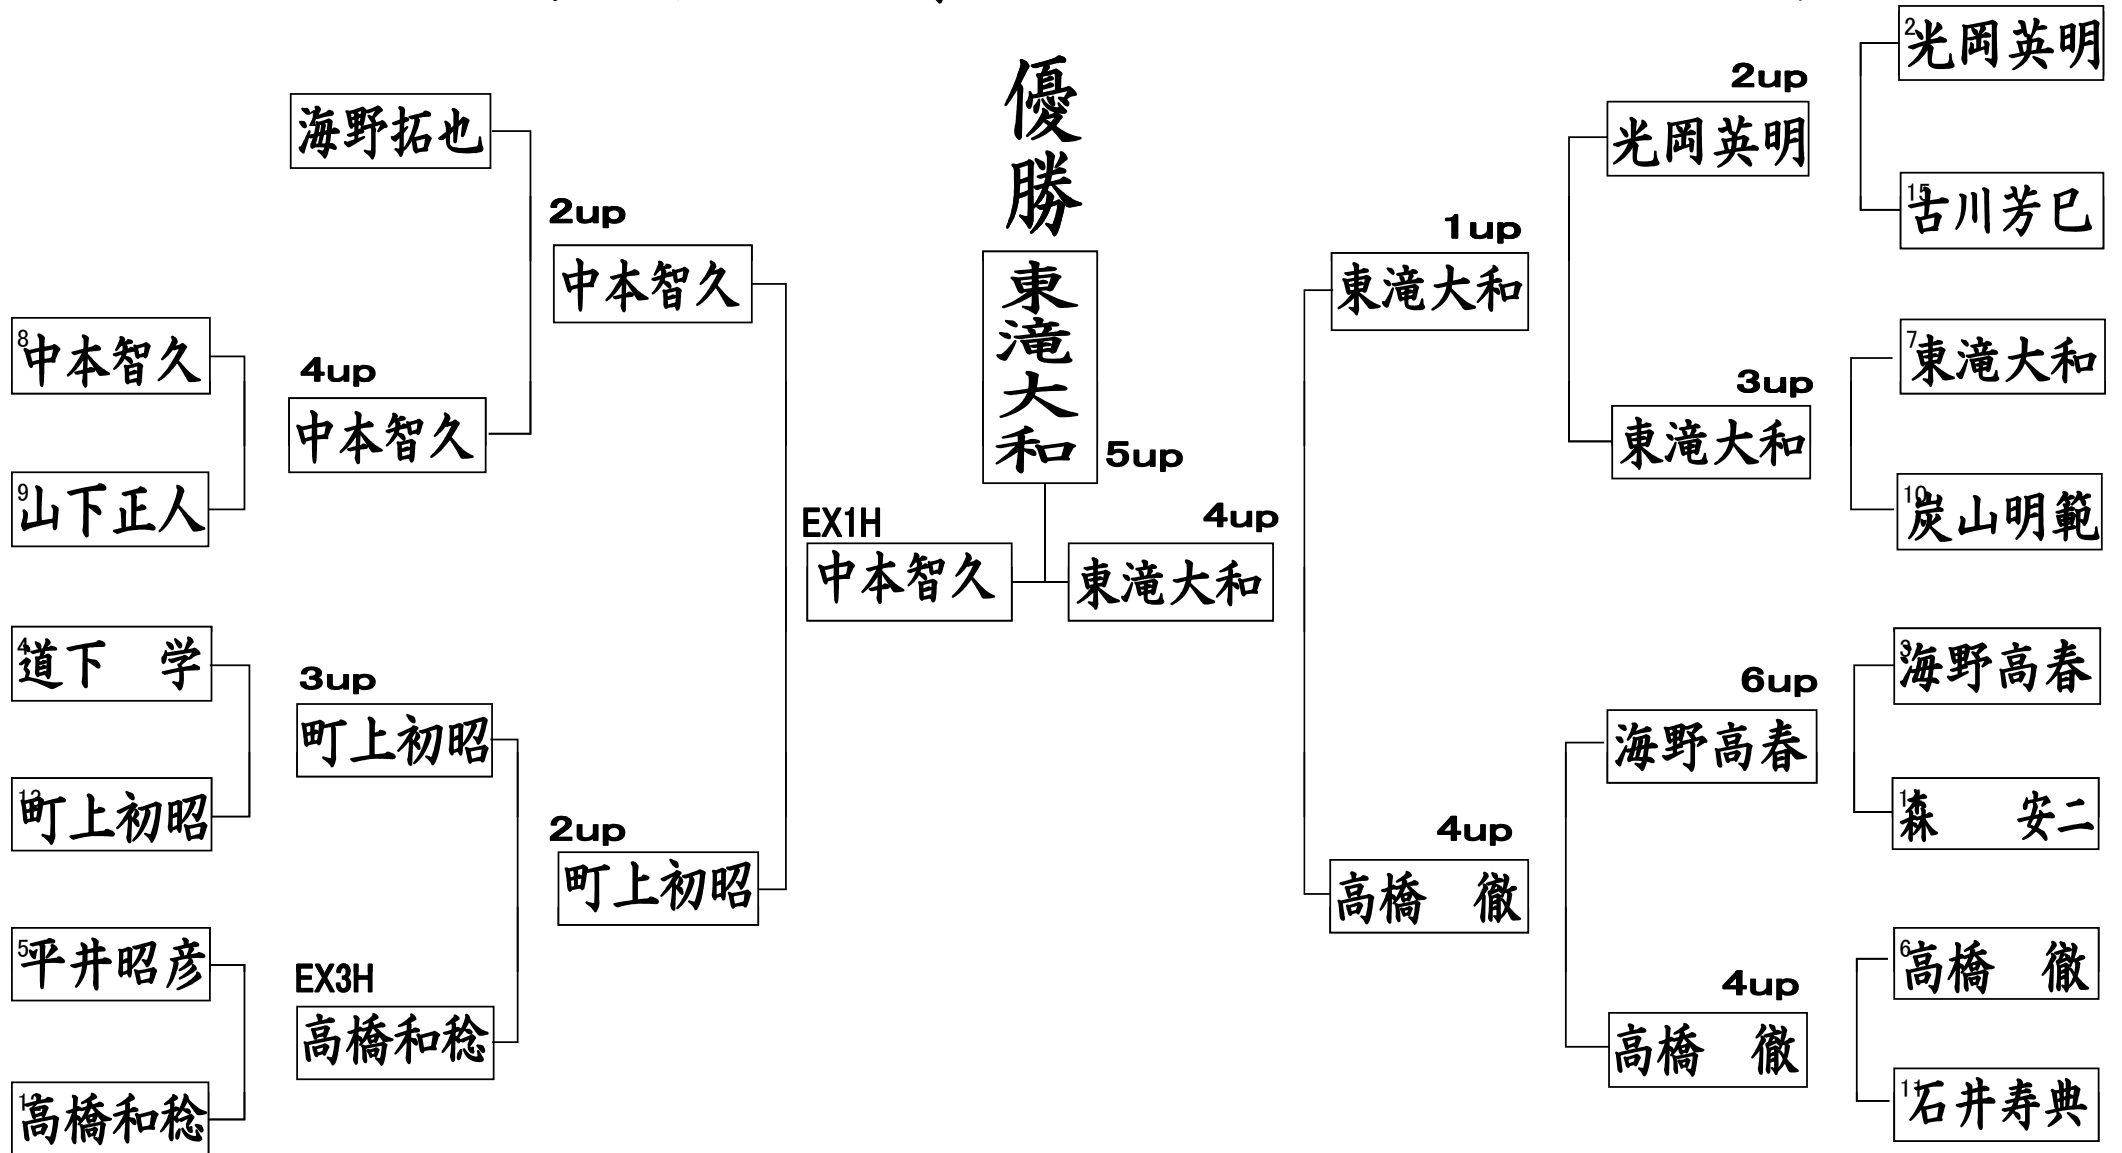 優勝
東滝大和
5up
海野拓也
2up
中本智久
8
中本智久
4up
中本智久
9
山下正人
EX1H
中本智久
4
道下 学
3up
町上初昭
町上初昭
2up
町上初昭
5
平井昭彦
EX3H
高橋和稔
高橋和稔
2
光岡英明
2up
光岡英明
15
古川芳巳
1up
東滝大和
7
東滝大和
3up
東滝大和
10
炭山明範
4up
東滝大和
3
海野高春
6up
海野高春
森 安二
4up
高橋 徹
6
高橋 徹
4up
高橋 徹
11
石井寿典